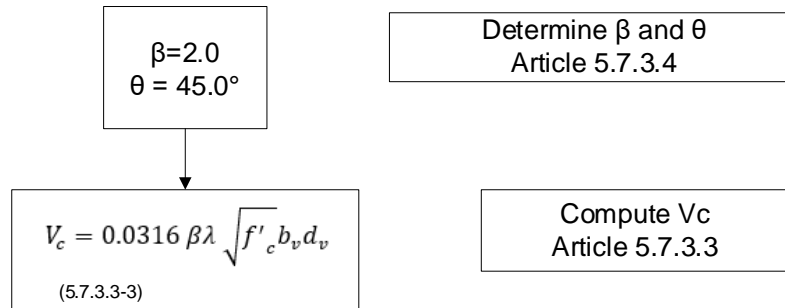 β=2.0
θ = 45.0°
Determine β and θ
Article 5.7.3.4
V_c = 0.0316 βλ √f'_c b_v d_v
(5.7.3.3-3)
Compute Vc
Article 5.7.3.3